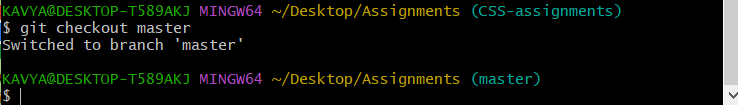 KAVYA@DESKTOP-T589AKJ MINGW64 ~/Desktop/Assignments (CSS-assignments)
$ git checkout master
Switched to branch 'master'
KAVYA@DESKTOP-T589AKJ MINGW64 ~/Desktop/Assignments (master)
$